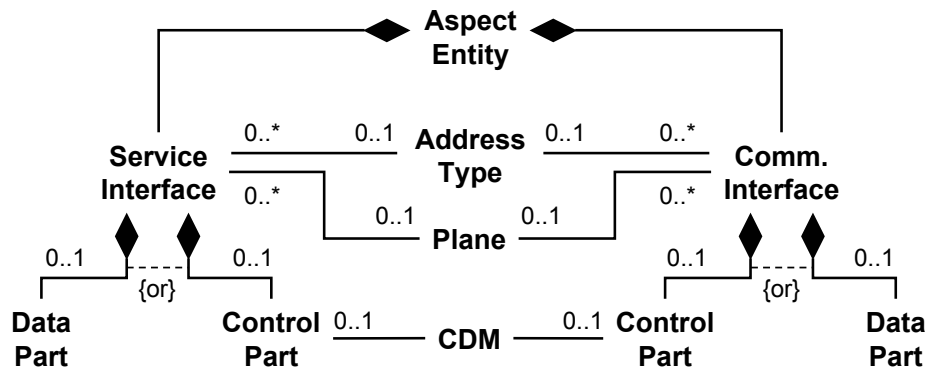 Aspect
Entity
0..* 0..1 Address 0..1 0..*
Service Type Comm.
Interface Interface
0..* 0..*
0..1 Plane 0..1
0..1 0..1 0..1 0..1
{or} {or}
Data Control 0..1 CDM 0..1 Control Data
Part Part Part Part